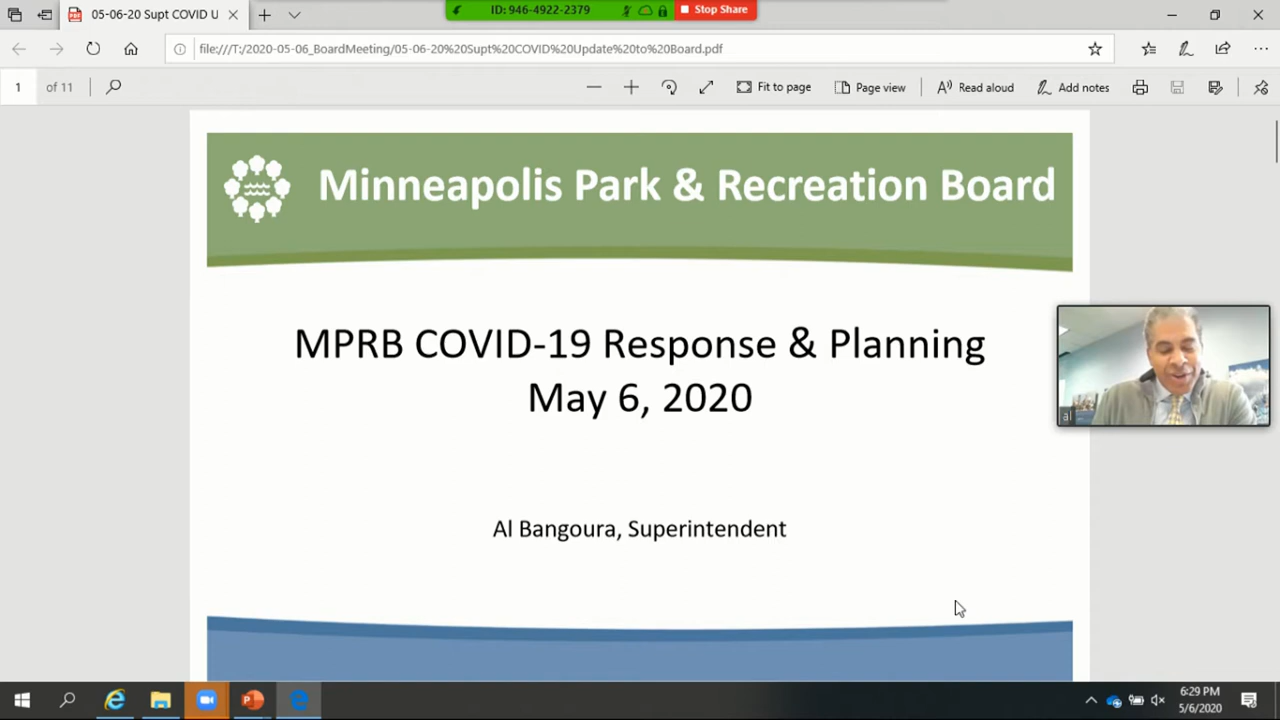 05-06-20 Supt COVID U
ID: 946-4922-2379
Stop Share
file:///T:/2020-05-06_BoardMeeting/05-06-20%20Supt%20COVID%20Update%20to%20Board.pdf
1 of 11
Fit to page
Page view
Read aloud
Add notes
Minneapolis Park & Recreation Board
MPRB COVID-19 Response & Planning
May 6, 2020
al
Al Bangoura, Superintendent
6:29 PM
5/6/2020